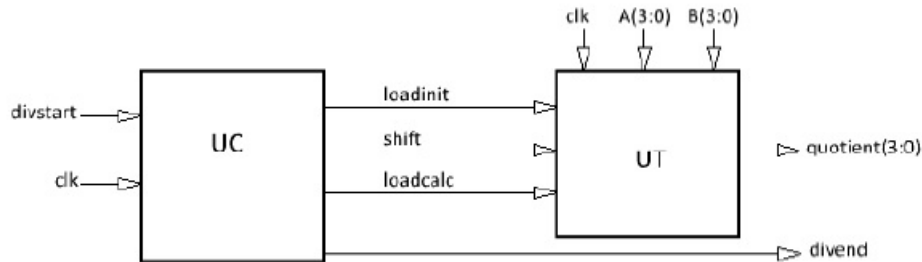 clk A(3:0) B(3:0)
divstart
UC
clk
loadinit
shift
loadcalc
UT
quotient(3:0)
divend